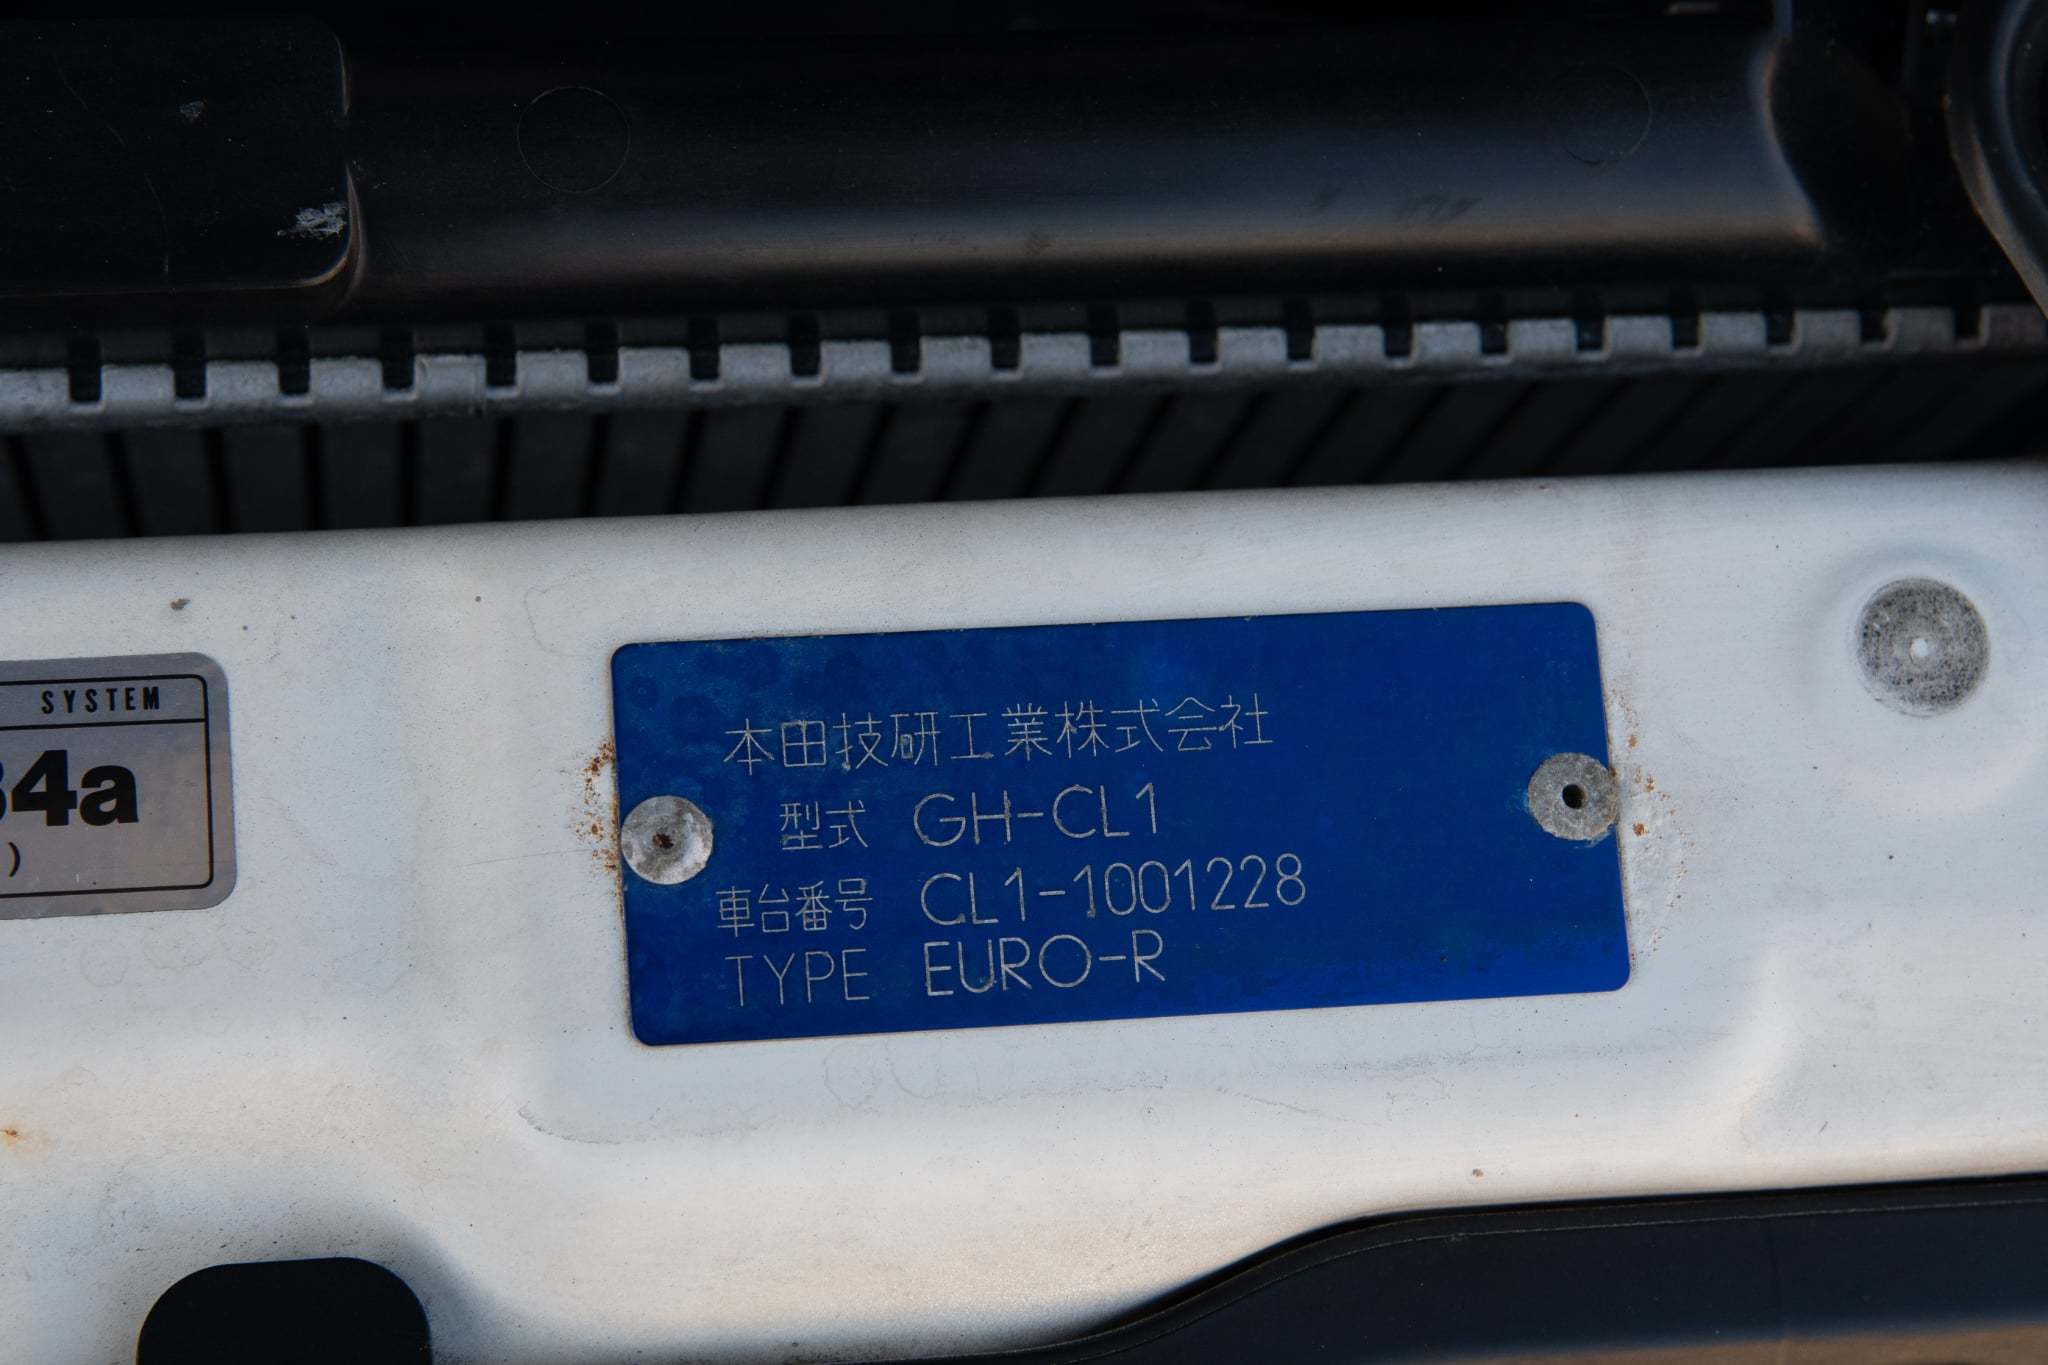 SYSTEM
34a
)
本田技研工業株式会社
型式 GH-CL1
車台番号 CL1-1001228
TYPE EURO-R